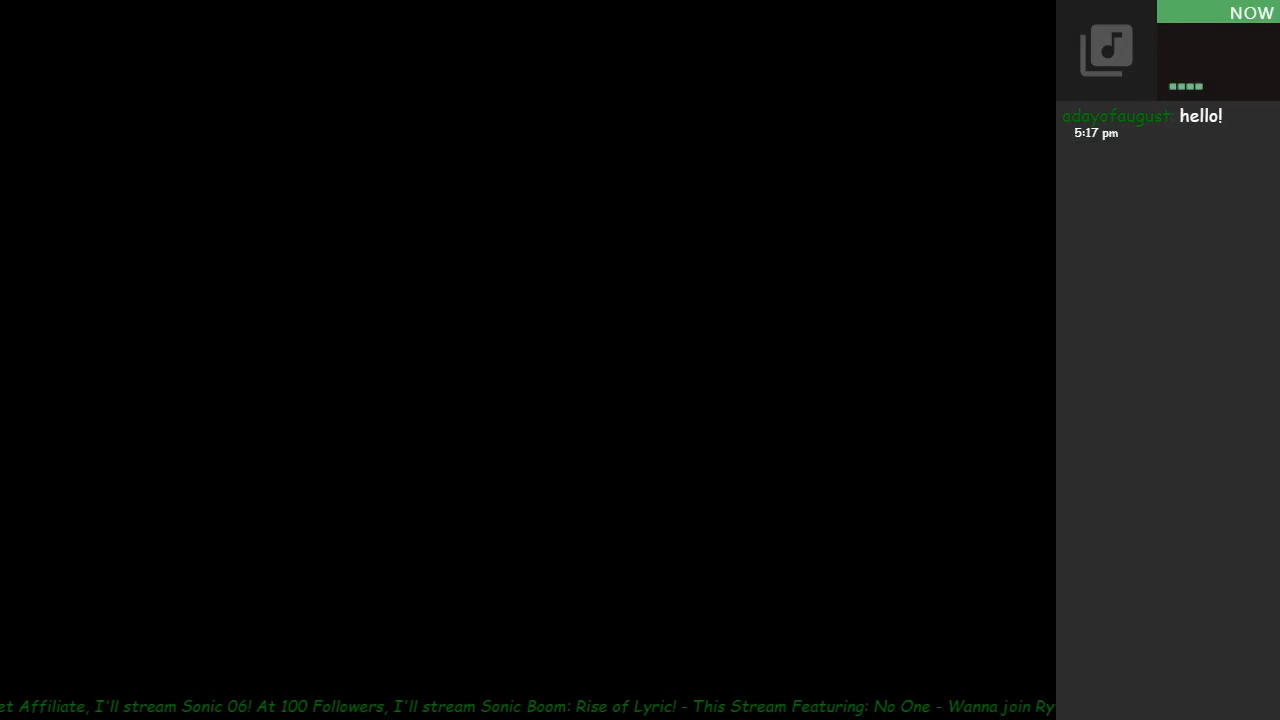 NOW
adayofaugust: hello!
5:17 pm
et Affiliate, I'll stream Sonic 06! At 100 Followers, I'll stream Sonic Boom: Rise of Lyric! - This Stream Featuring: No One - Wanna join Ry